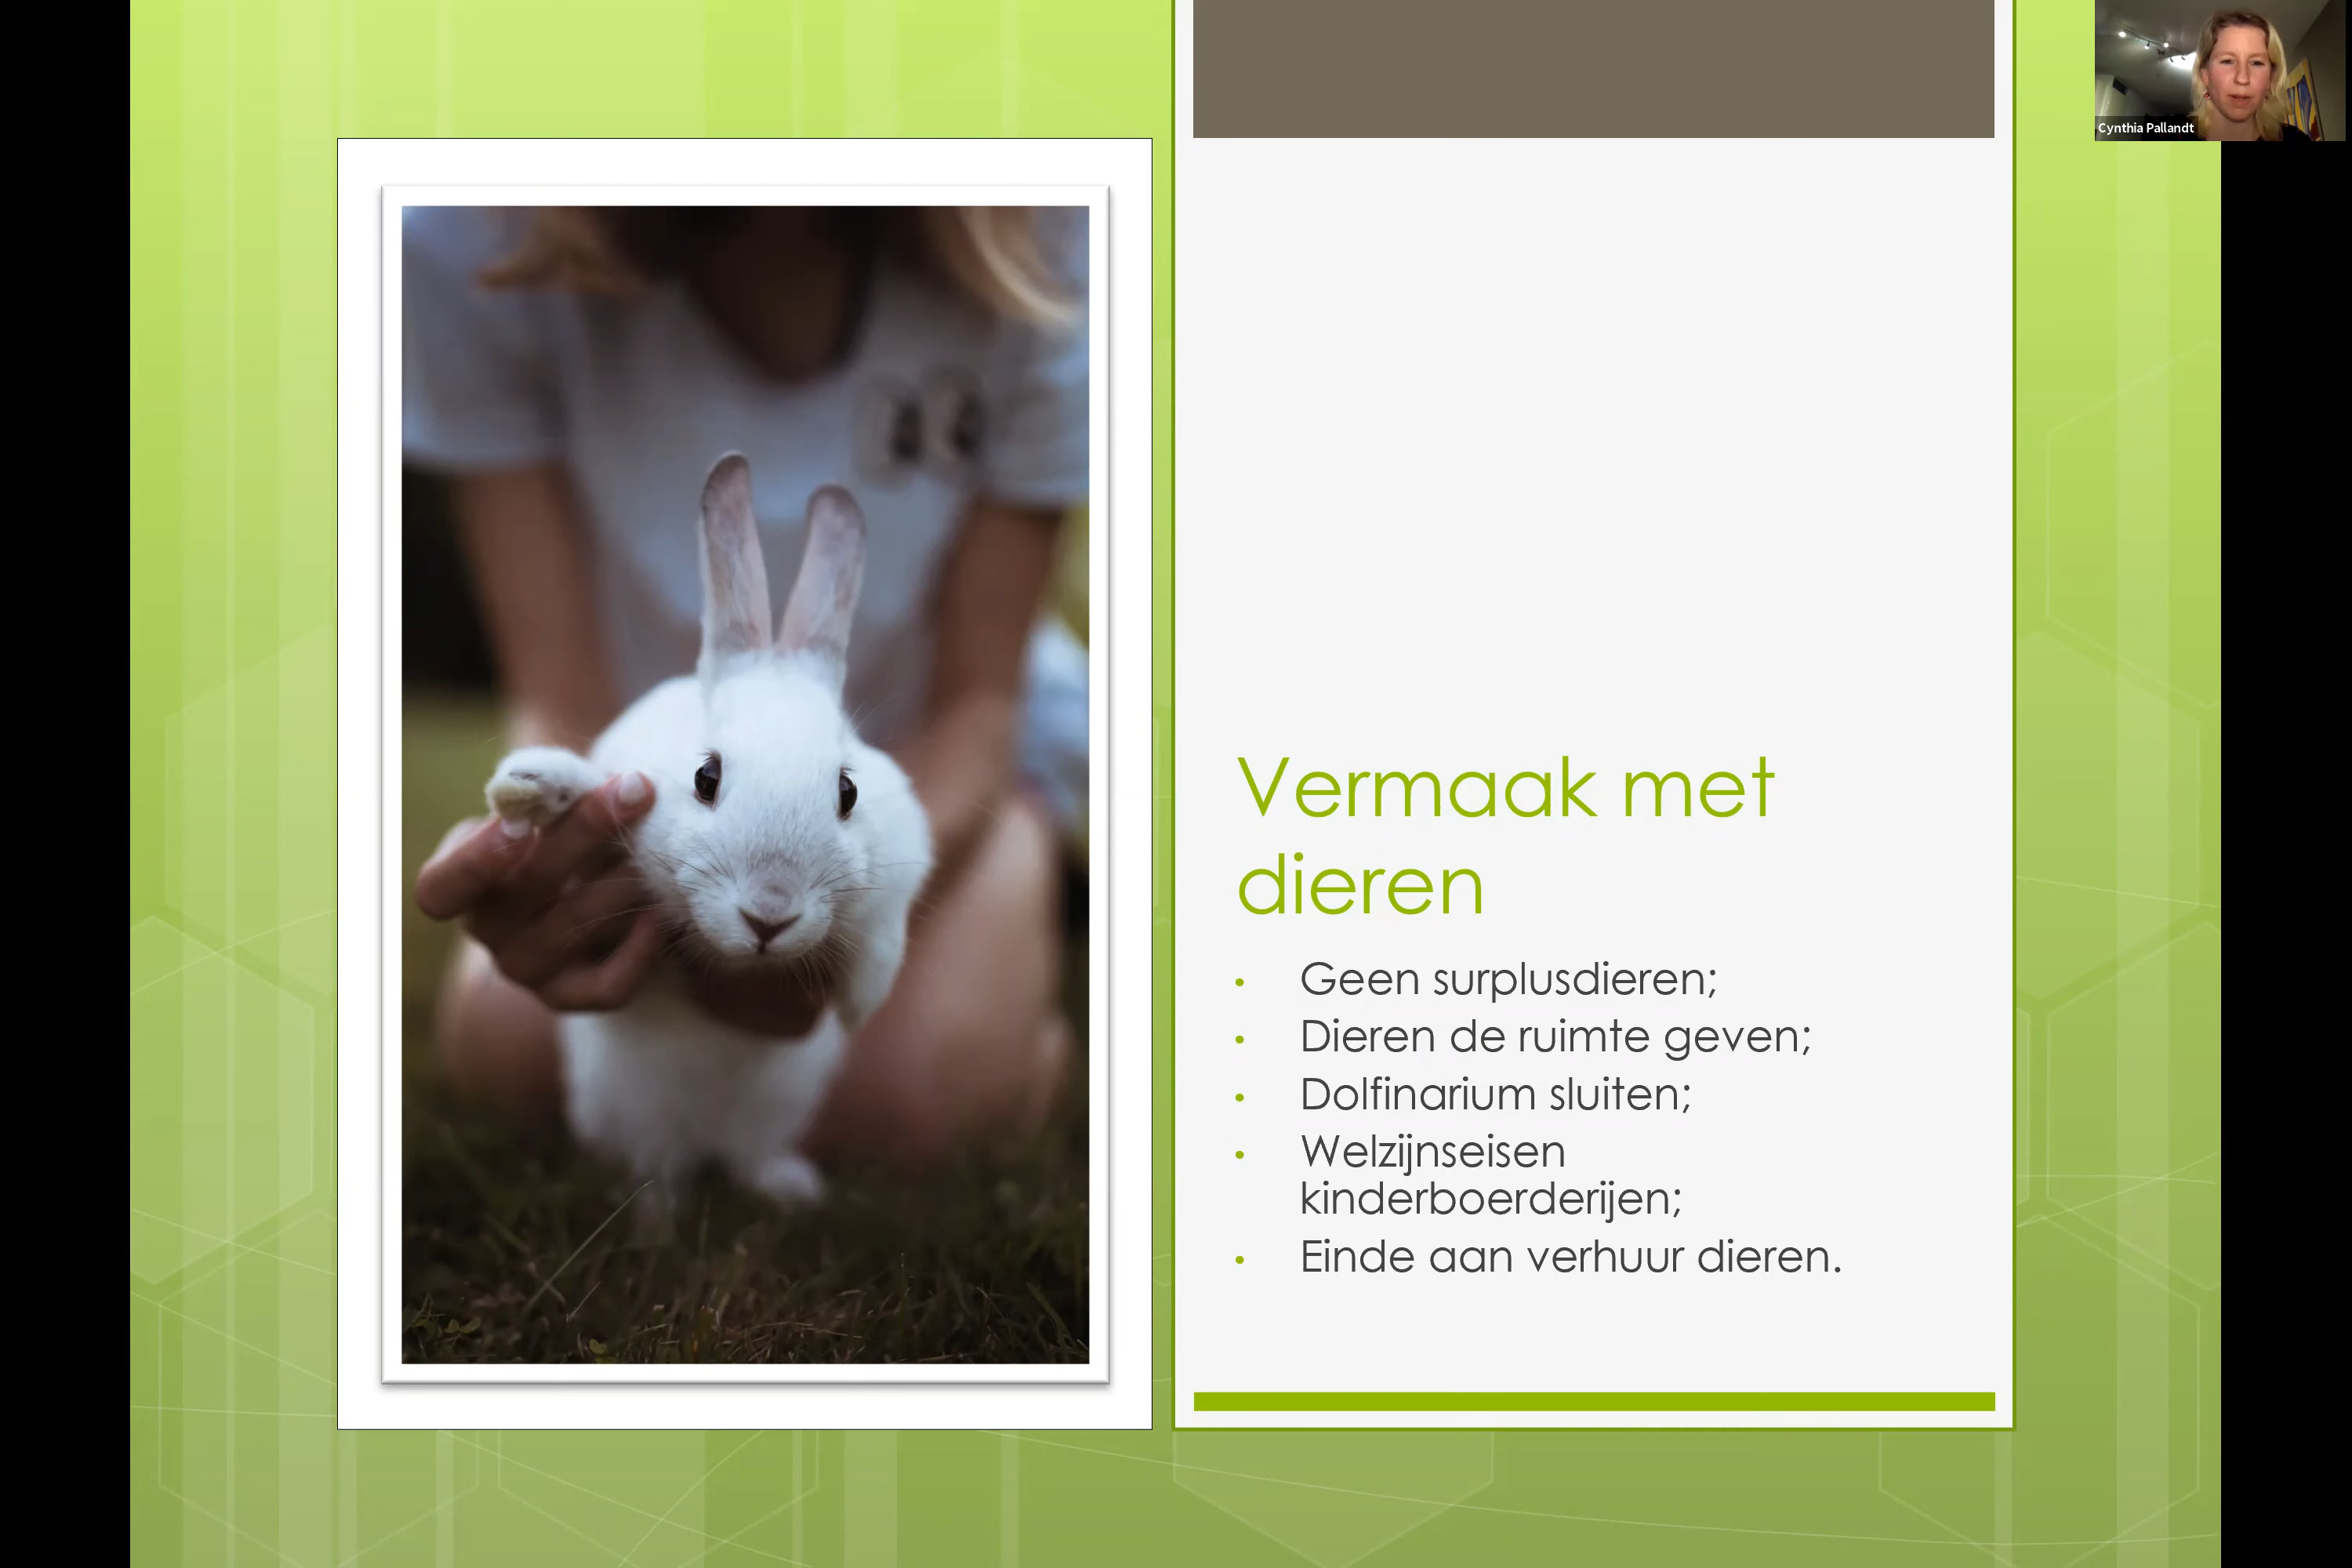 Cynthia Pallandt
Vermaak met
dieren
• Geen surplusdieren;
• Dieren de ruimte geven;
• Dolfinarium sluiten;
• Welzijnseisen
kinderboerderijen;
• Einde aan verhuur dieren.